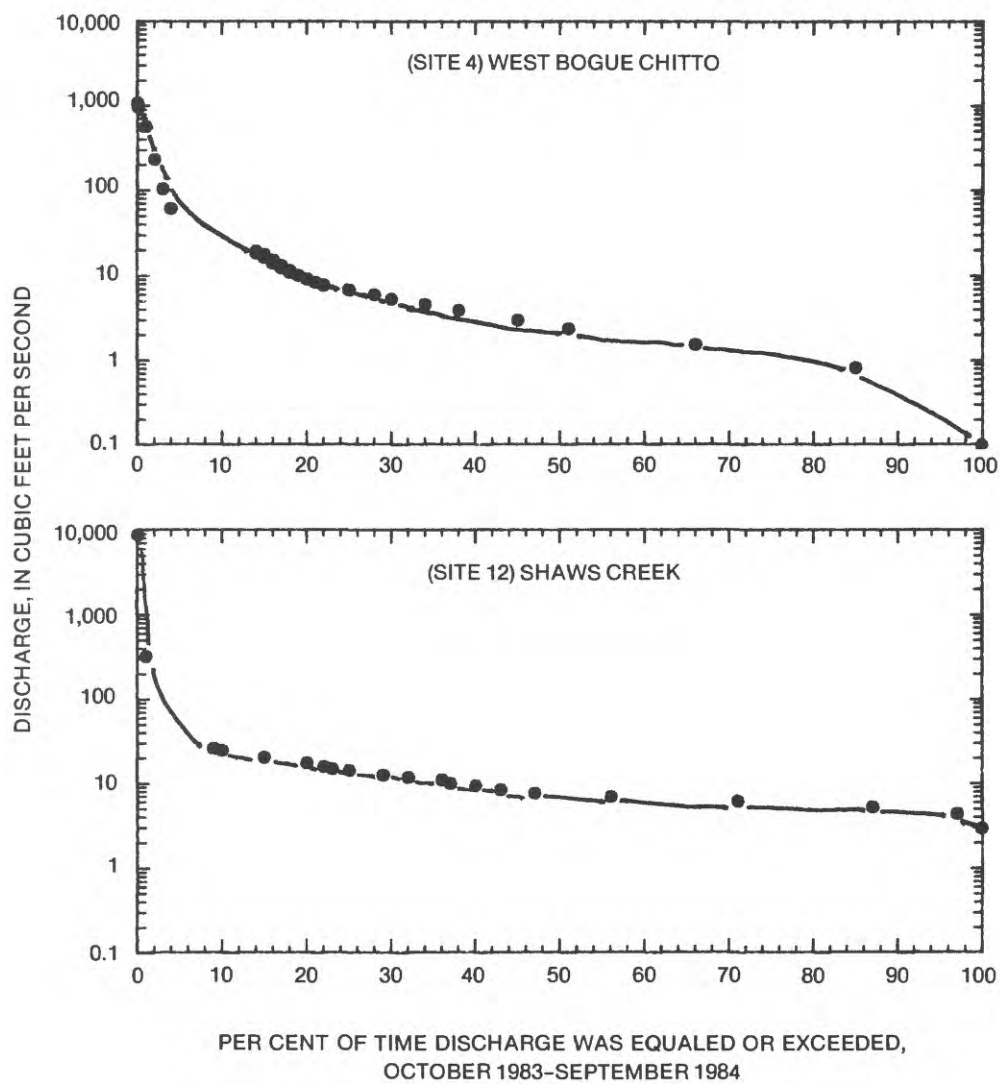 10,000
(SITE 4) WEST BOGUE CHITTO
1,000
100
10
1
0.1
0 10 20 30 40 50 60 70 80 90 100
DISCHARGE, IN CUBIC FEET PER SECOND
10,000
(SITE 12) SHAWS CREEK
1,000
100
10
1
0.1
0 10 20 30 40 50 60 70 80 90 100
PER CENT OF TIME DISCHARGE WAS EQUALED OR EXCEEDED,
OCTOBER 1983–SEPTEMBER 1984